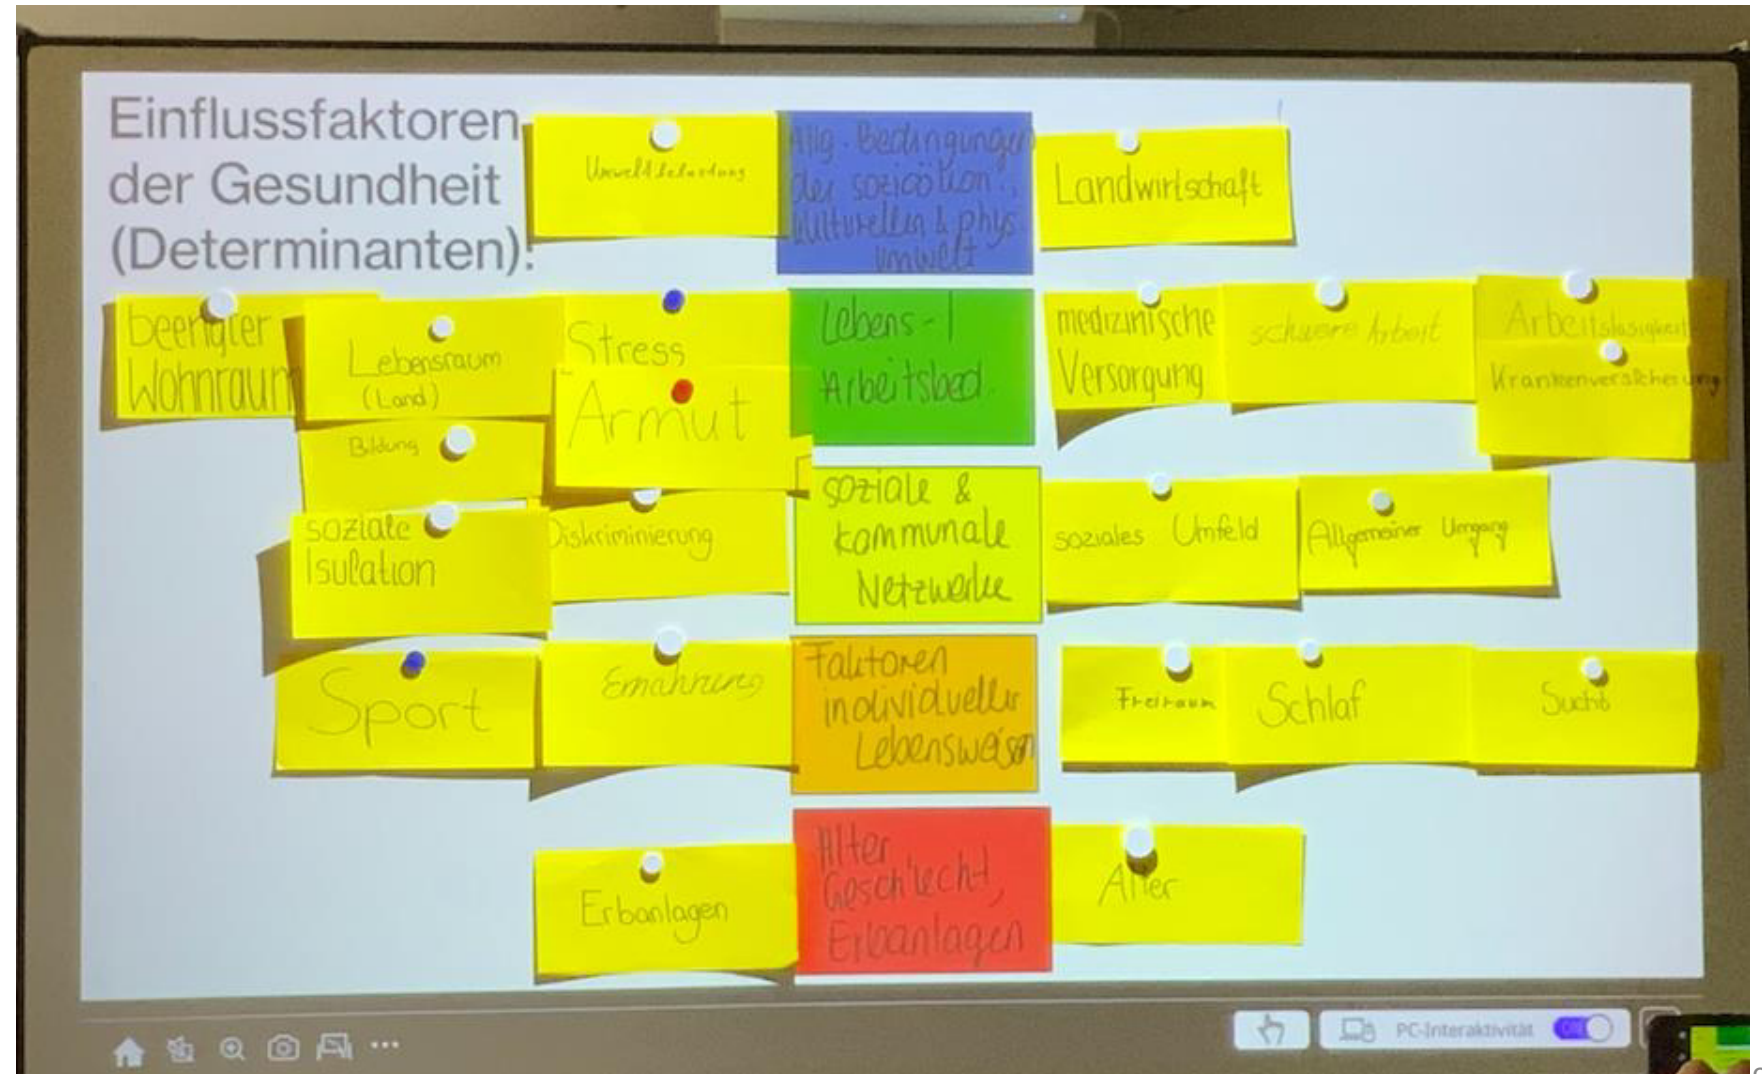 Einflussfaktoren
der Gesundheit
(Determinanten):
Umweltbelastung
Allg. Bedingungen
der sozioökon.,
kulturellen & phys.
Umwelt
Landwirtschaft
beengter
Wohnraum
Lebensraum
(Land)
Stress
Armut
Bildung
Lebens-/
Arbeitsbed.
medizinische
Versorgung
schwere Arbeit
Arbeitslosigkeit
Krankenversicherung
soziale
Isulation
Diskriminierung
soziale &
kommunale
Netzwerke
soziales Umfeld
Allgemeiner Umgang
Sport
Ernährung
Faktoren
individueller
Lebensweisen
Freiraum
Schlaf
Sucht
Erbanlagen
Alter
Geschlecht,
Erbanlagen
Alter
PC-Interaktivität